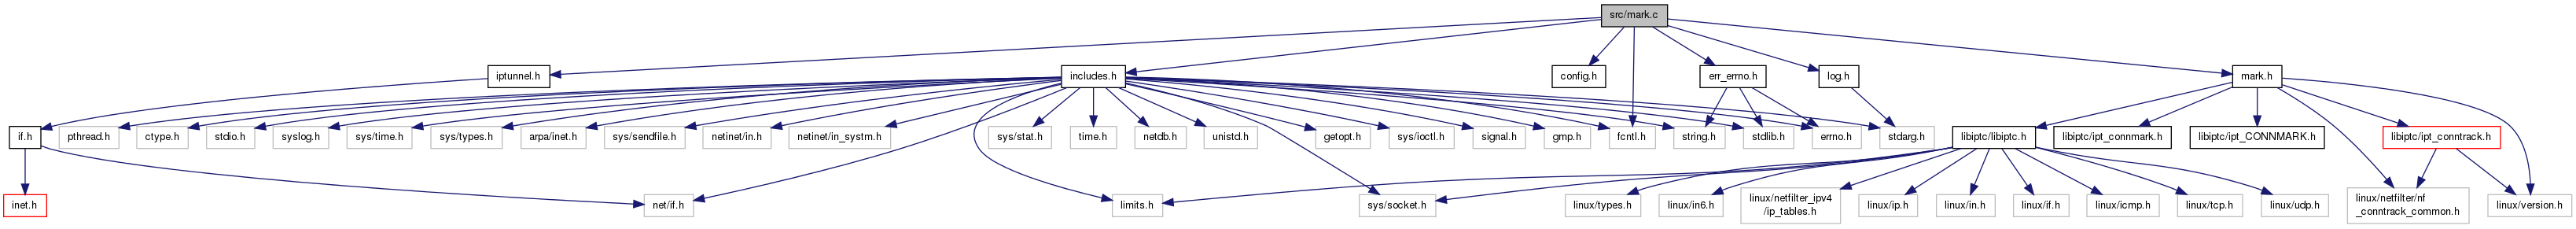 src/mark.c
iptunnel.h
includes.h
config.h
err_errno.h
log.h
mark.h
if.h
pthread.h
ctype.h
stdio.h
syslog.h
sys/time.h
sys/types.h
arpa/inet.h
sys/sendfile.h
netinet/in.h
netinet/in_systm.h
sys/stat.h
time.h
netdb.h
unistd.h
getopt.h
sys/ioctl.h
signal.h
gmp.h
fcntl.h
string.h
stdlib.h
errno.h
stdarg.h
libiptc/libiptc.h
libiptc/ipt_connmark.h
libiptc/ipt_CONNMARK.h
libiptc/ipt_conntrack.h
inet.h
net/if.h
limits.h
sys/socket.h
linux/types.h
linux/in6.h
linux/netfilter_ipv4
/ip_tables.h
linux/ip.h
linux/in.h
linux/if.h
linux/icmp.h
linux/tcp.h
linux/udp.h
linux/netfilter/nf
_conntrack_common.h
linux/version.h